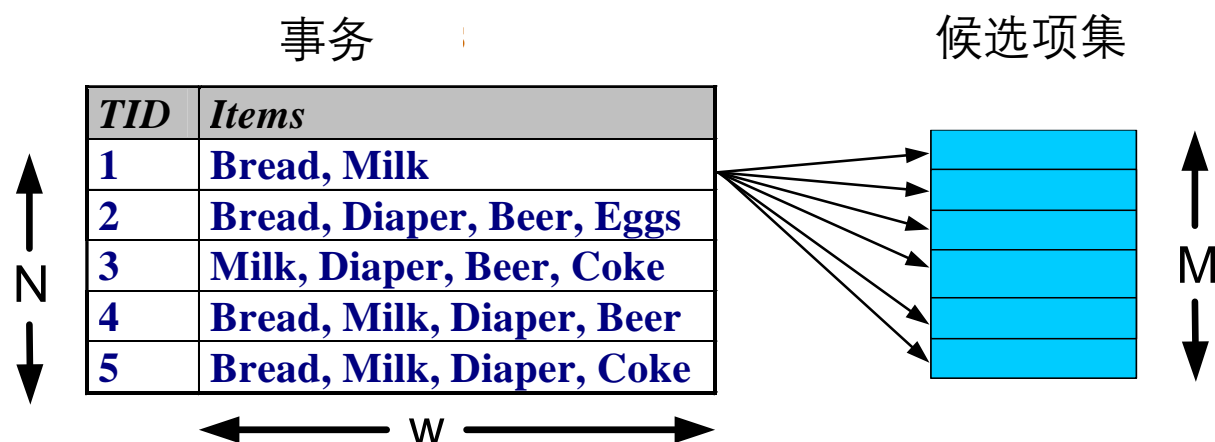 事务
候选项集
TID Items
1 Bread, Milk
2 Bread, Diaper, Beer, Eggs
3 Milk, Diaper, Beer, Coke
4 Bread, Milk, Diaper, Beer
5 Bread, Milk, Diaper, Coke
N
M
w